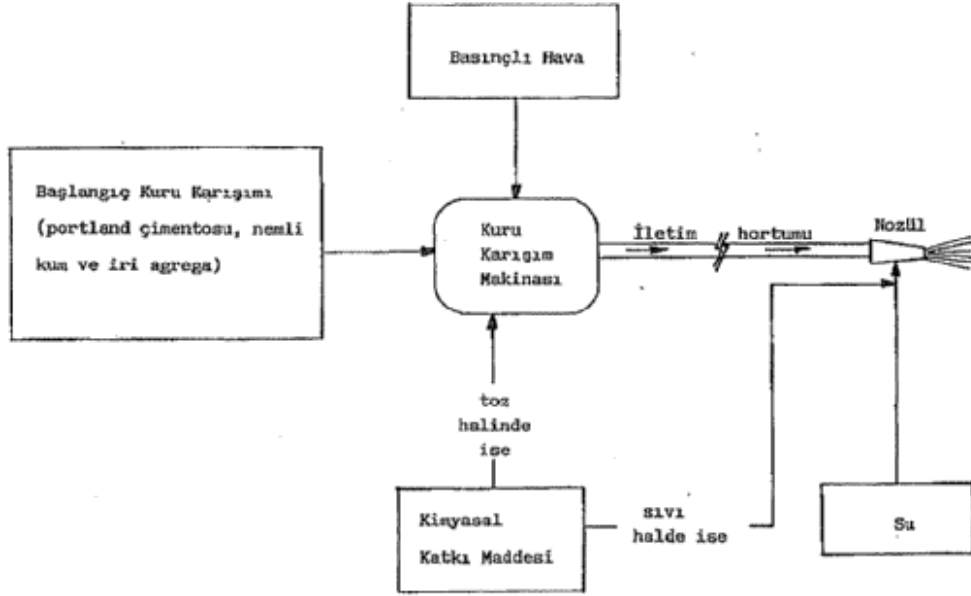 Basınçlı Hava
Başlangıç Kuru Karışımı
(portland çimentosu, nemli
kum ve iri agrega)
Kuru
Karışım
Makinası
İletim hortumu
Nozül
toz
halinde
ise
Kimyasal
Katkı Maddesi
sıvı
halde ise
Su